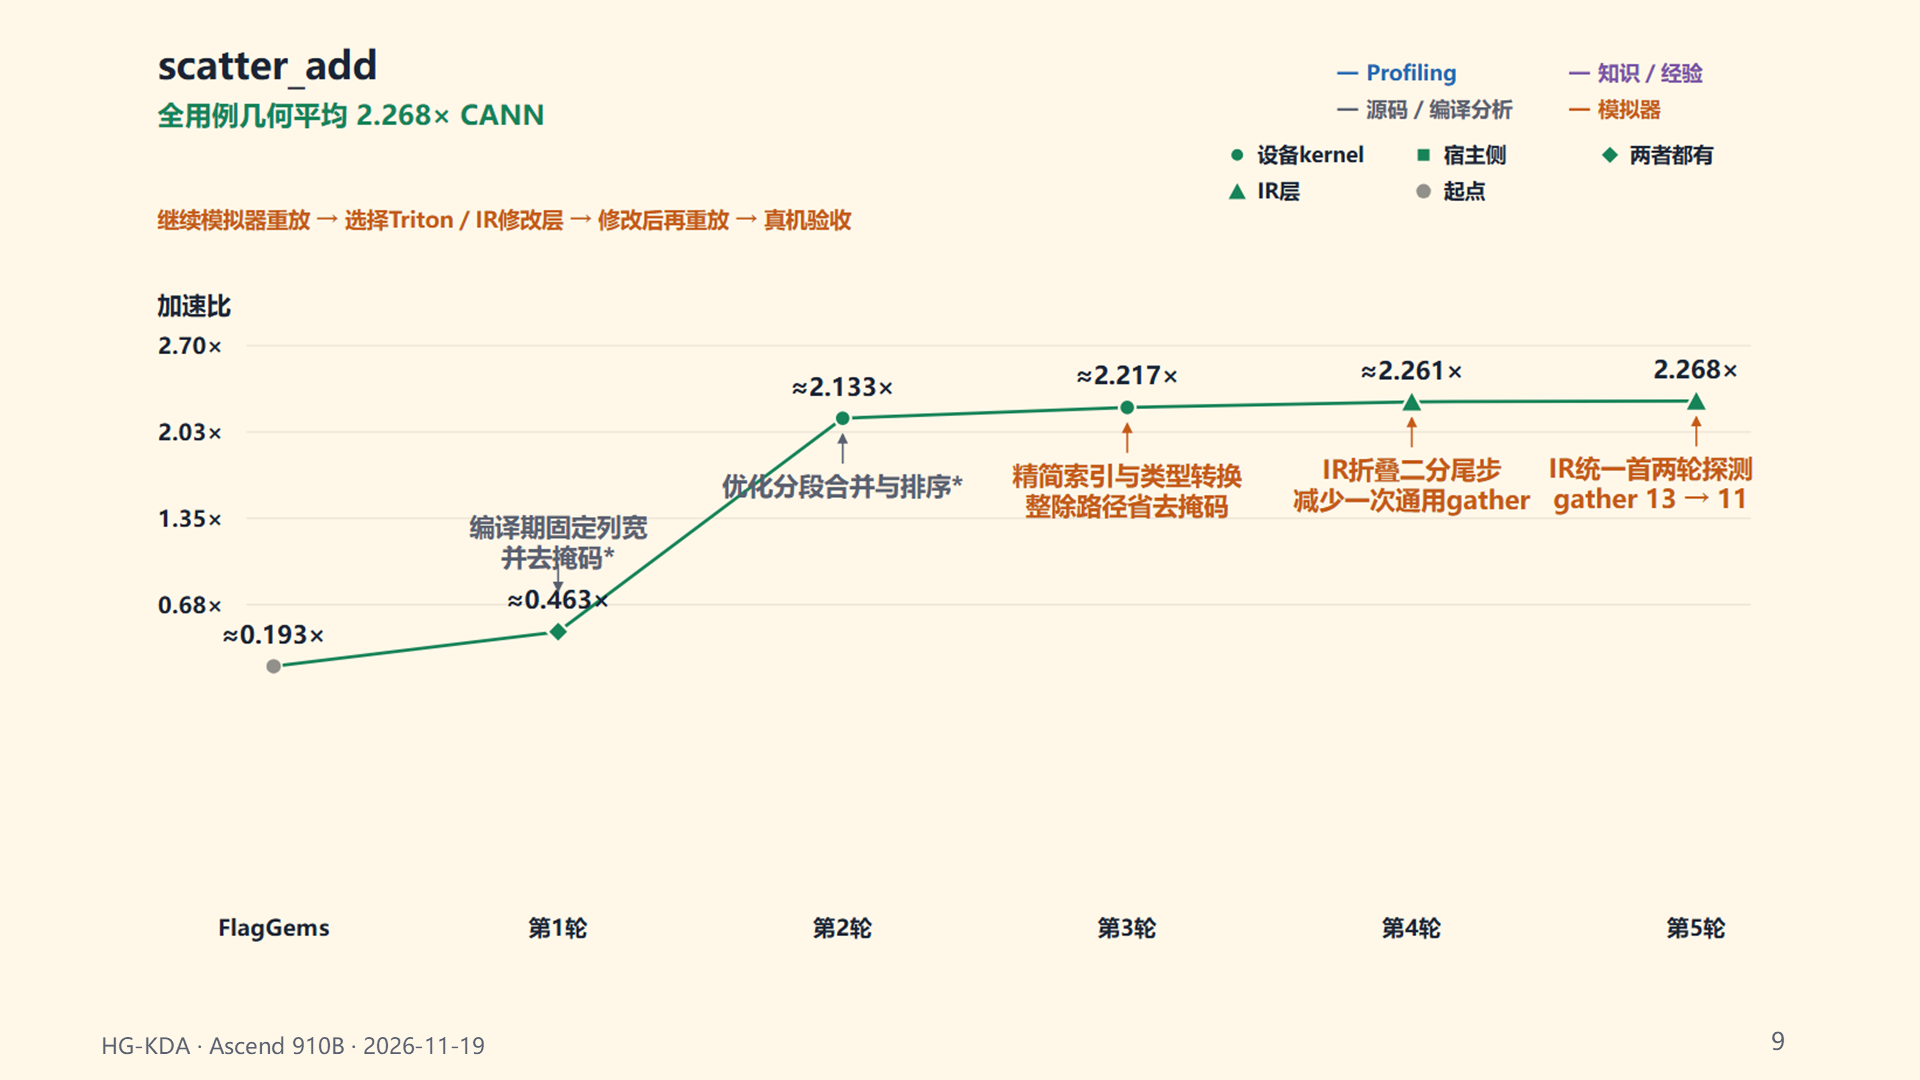 scatter_add
全用例几何平均 2.268× CANN
— Profiling
— 知识 / 经验
— 源码 / 编译分析
— 模拟器
设备kernel
宿主侧
两者都有
IR层
起点
继续模拟器重放 → 选择Triton / IR修改层 → 修改后再重放 → 真机验收
加速比
2.70×
2.03×
1.35×
0.68×
≈0.193×
≈0.463×
≈2.133×
≈2.217×
≈2.261×
2.268×
编译期固定列宽
并去掩码*
优化分段合并与排序*
精简索引与类型转换
整除路径省去掩码
IR折叠二分尾步
减少一次通用gather
IR统一首两轮探测
gather 13 → 11
FlagGems
第1轮
第2轮
第3轮
第4轮
第5轮
HG-KDA · Ascend 910B · 2026-11-19
9